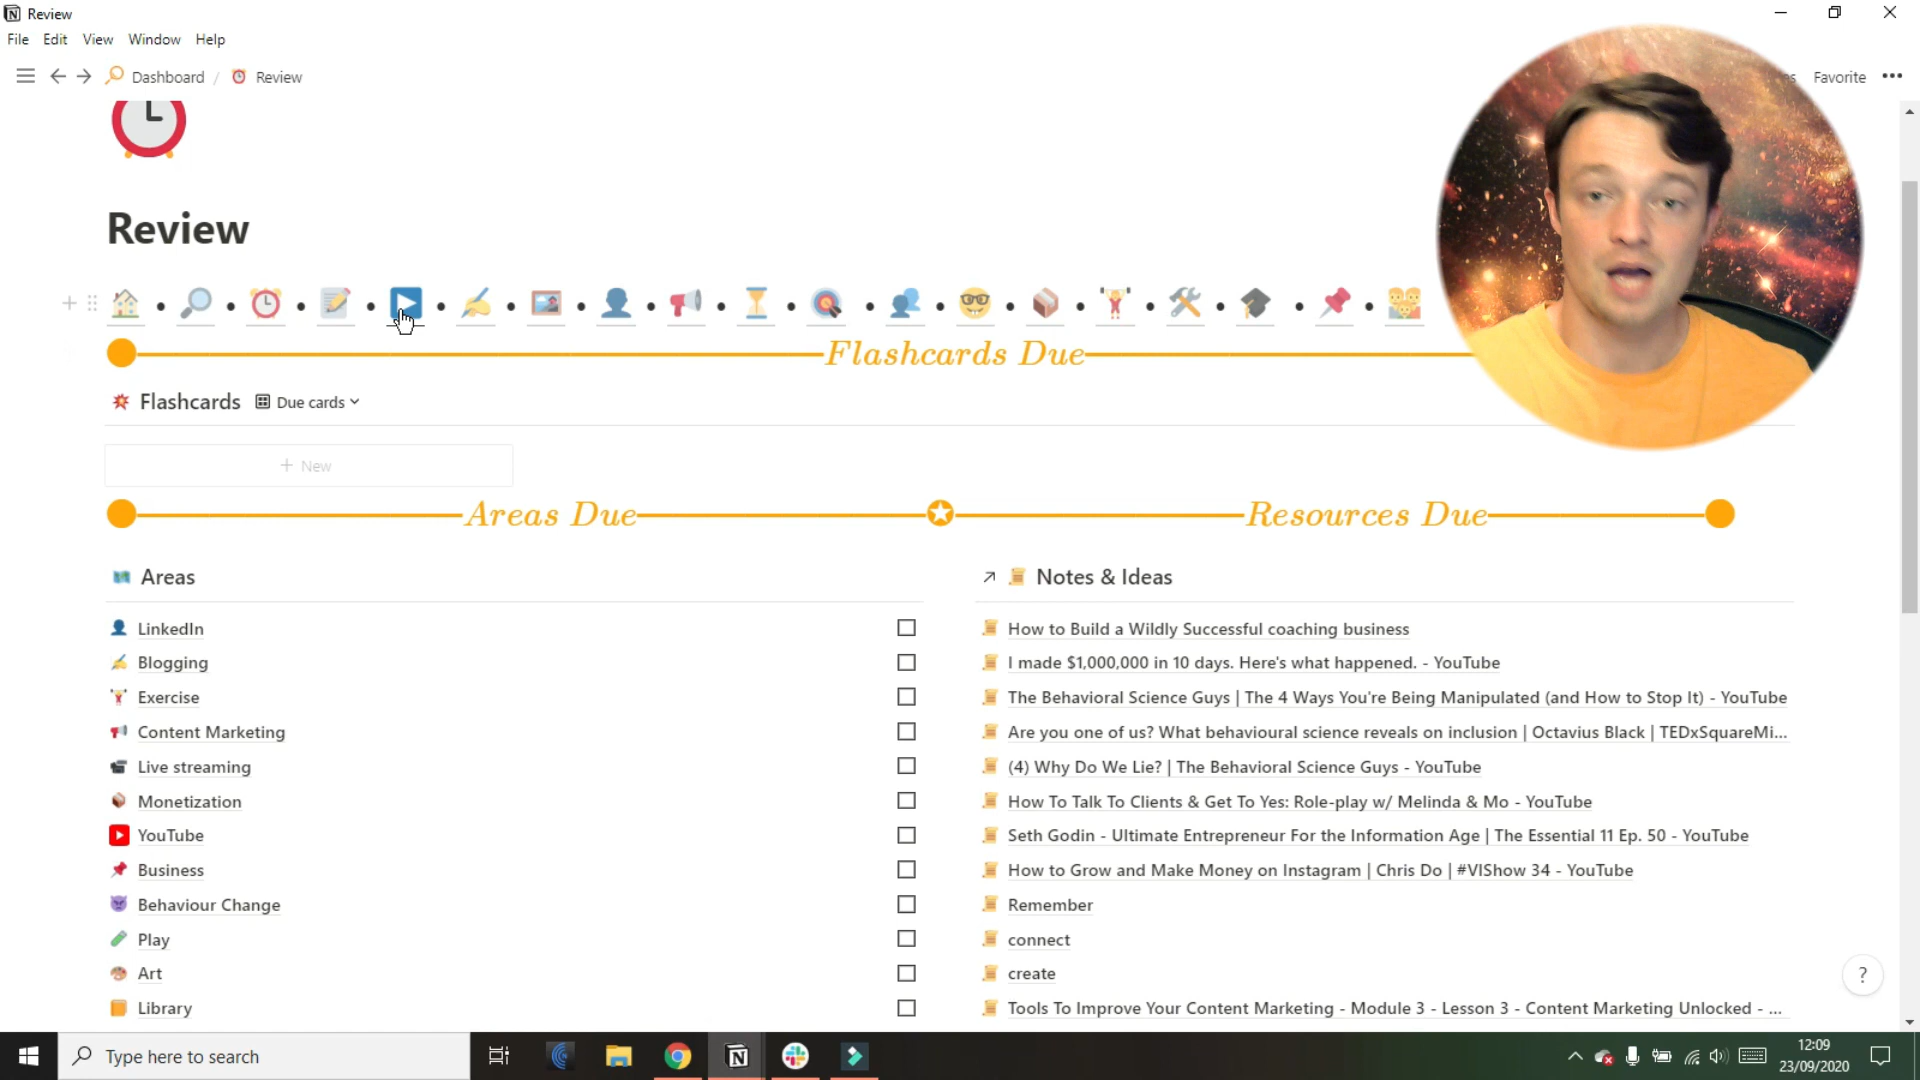 Review
File Edit View Window Help
Dashboard / Review
Favorite
Review
Flashcards Due
Flashcards Due cards
+ New
Areas Due Resources Due
Areas
Notes & Ideas
LinkedIn
How to Build a Wildly Successful coaching business
Blogging
I made $1,000,000 in 10 days. Here's what happened. - YouTube
Exercise
The Behavioral Science Guys | The 4 Ways You're Being Manipulated (and How to Stop It) - YouTube
Content Marketing
Are you one of us? What behavioural science reveals on inclusion | Octavius Black | TEDxSquareMi...
Live streaming
(4) Why Do We Lie? | The Behavioral Science Guys - YouTube
Monetization
How To Talk To Clients & Get To Yes: Role-play w/ Melinda & Mo - YouTube
YouTube
Seth Godin - Ultimate Entrepreneur For the Information Age | The Essential 11 Ep. 50 - YouTube
Business
How to Grow and Make Money on Instagram | Chris Do | #VIShow 34 - YouTube
Behaviour Change
Remember
Play
connect
Art
create
Library
Tools To Improve Your Content Marketing - Module 3 - Lesson 3 - Content Marketing Unlocked - ...
?
Type here to search
12:09
23/09/2020